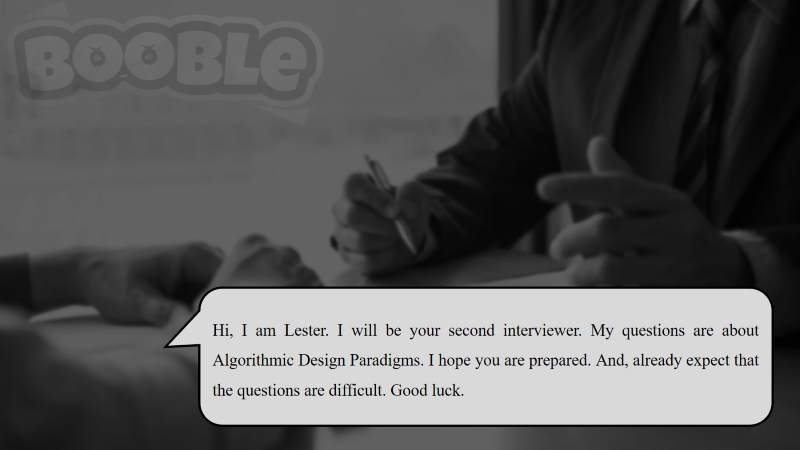 BOOBLe
Hi, I am Lester. I will be your second interviewer. My questions are about
Algorithmic Design Paradigms. I hope you are prepared. And, already expect that
the questions are difficult. Good luck.